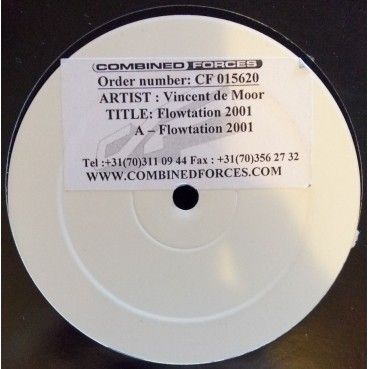 COMBINED FORCES
Order number: CF 015620
ARTIST : Vincent de Moor
TITLE: Flowtation 2001
A – Flowtation 2001
Tel :+31(70)311 09 44 Fax : +31(70)356 27 32
WWW.COMBINEDFORCES.COM